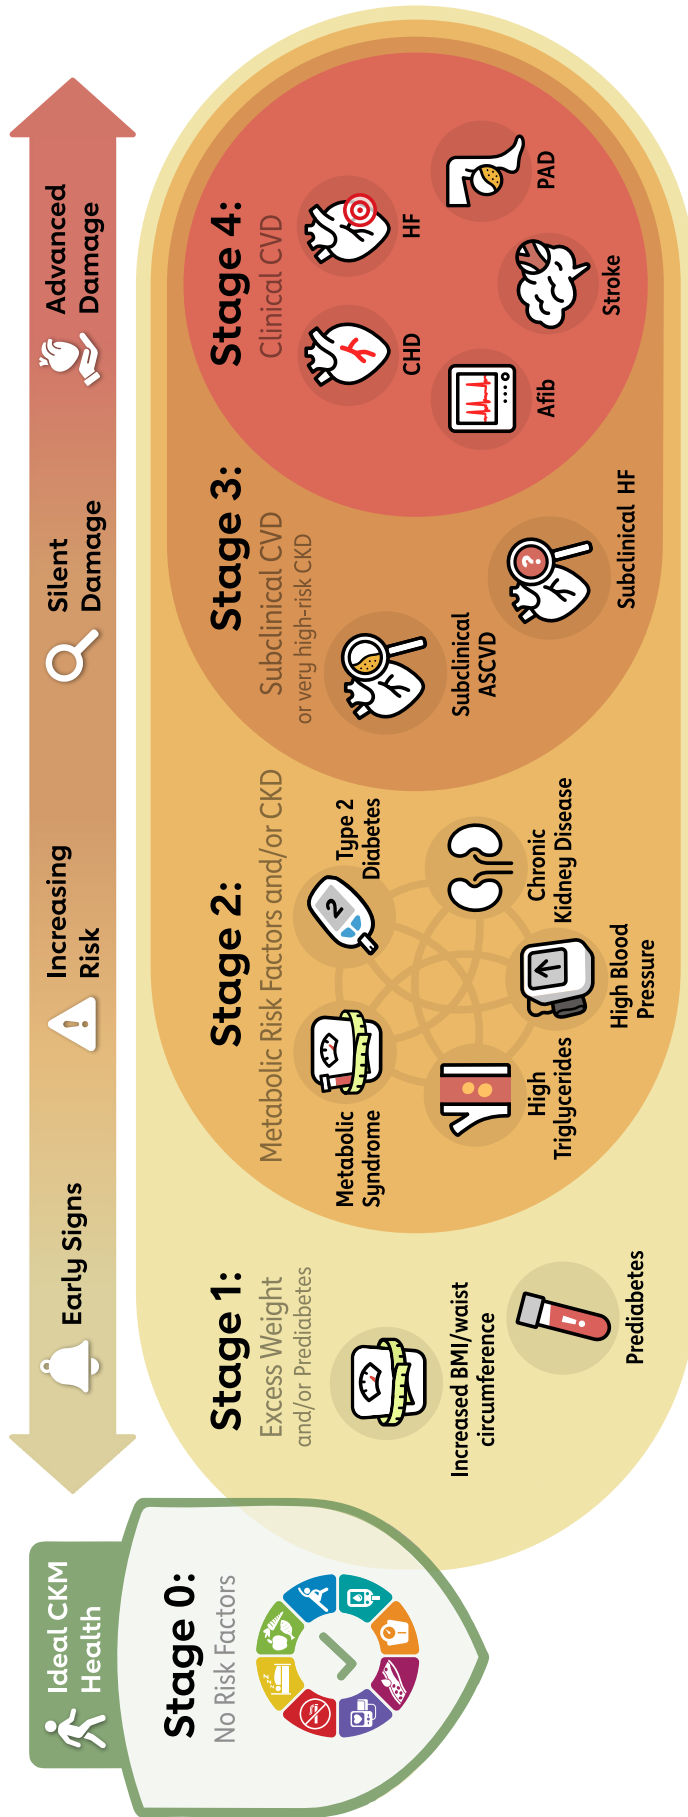 Ideal CKM
Health
Early Signs
Increasing
Risk
Silent
Damage
Advanced
Damage
Stage 0:
No Risk Factors
Stage 1:
Excess Weight
and/or Prediabetes
Increased BMI/waist
circumference
Prediabetes
Stage 2:
Metabolic Risk Factors and/or CKD
Metabolic
Syndrome
2
Type 2
Diabetes
High
Triglycerides
High Blood
Pressure
Chronic
Kidney Disease
Stage 3:
Subclinical CVD
or very high-risk CKD
Subclinical
ASCVD
?
Subclinical HF
Stage 4:
Clinical CVD
CHD
HF
Afib
Stroke
PAD